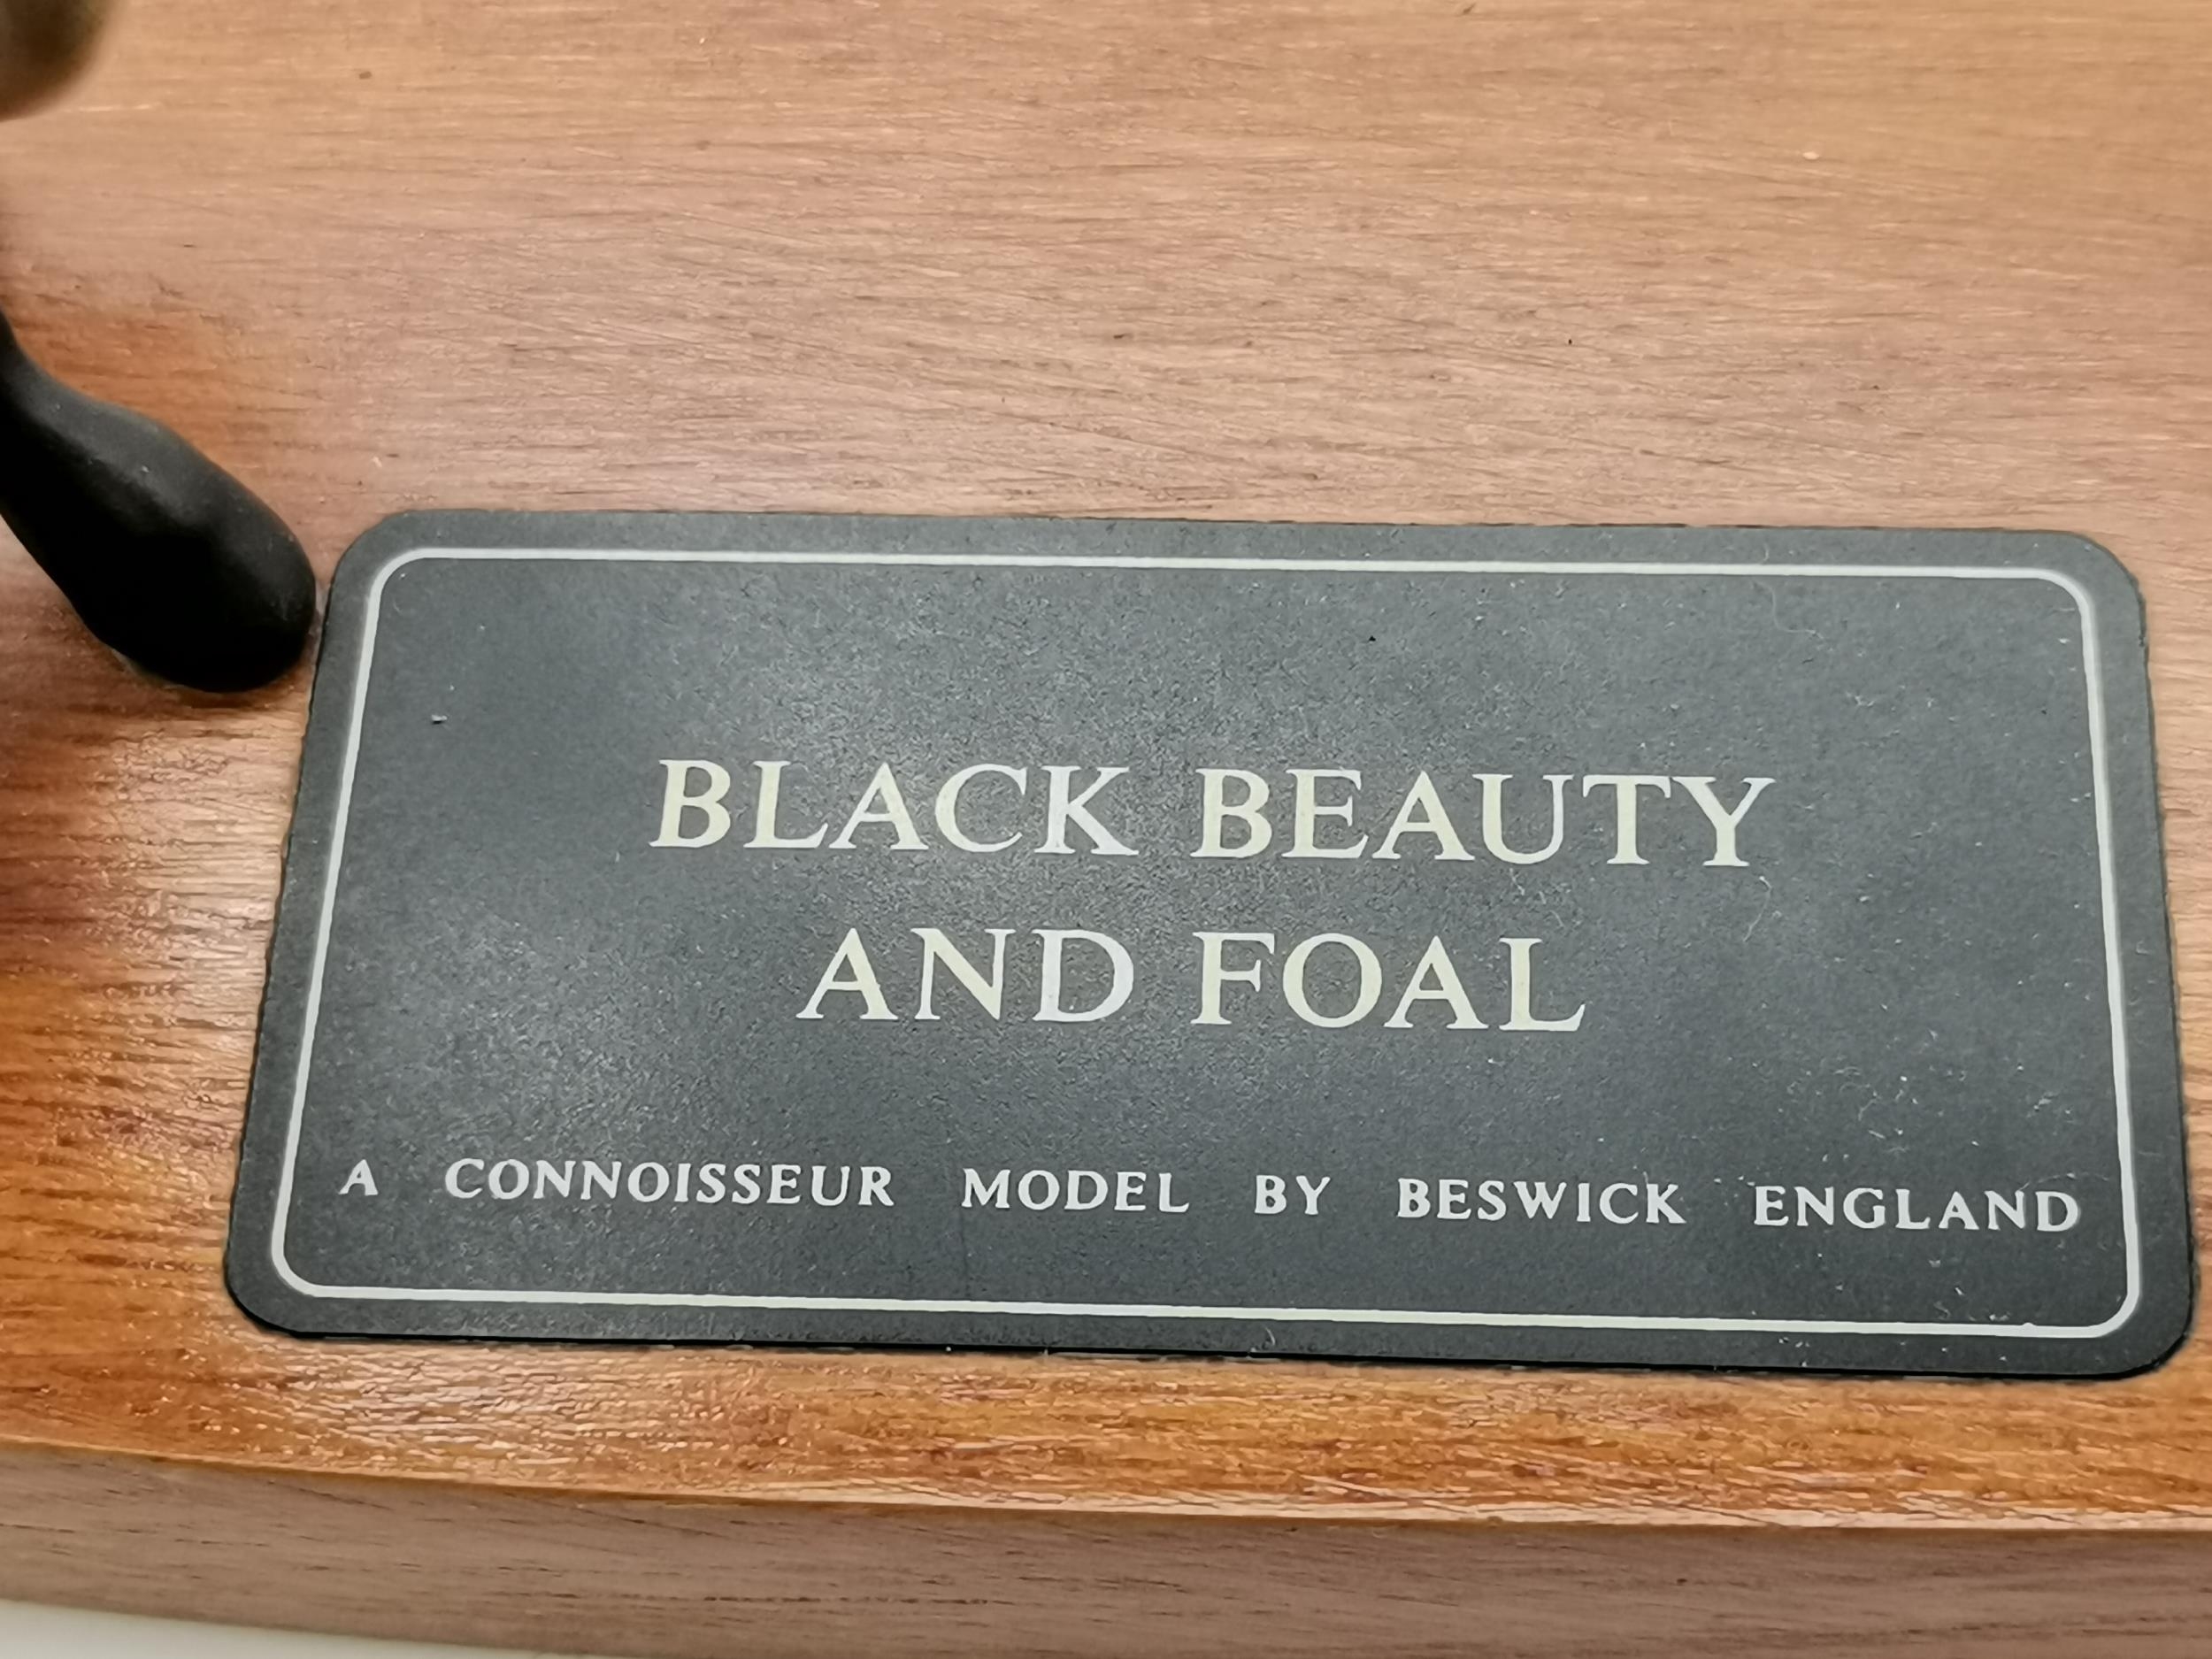 BLACK BEAUTY
AND FOAL
A CONNOISSEUR MODEL BY BESWICK ENGLAND